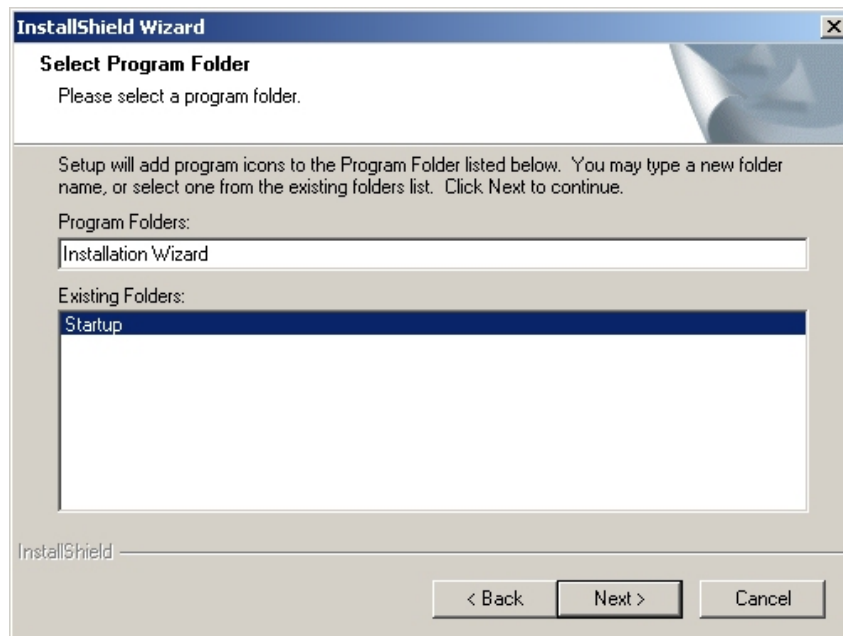 InstallShield Wizard
Select Program Folder
Please select a program folder.
Setup will add program icons to the Program Folder listed below.  You may type a new folder
name, or select one from the existing folders list.  Click Next to continue.
Program Folders:
Installation Wizard
Existing Folders:
Startup
InstallShield
< Back
Next >
Cancel